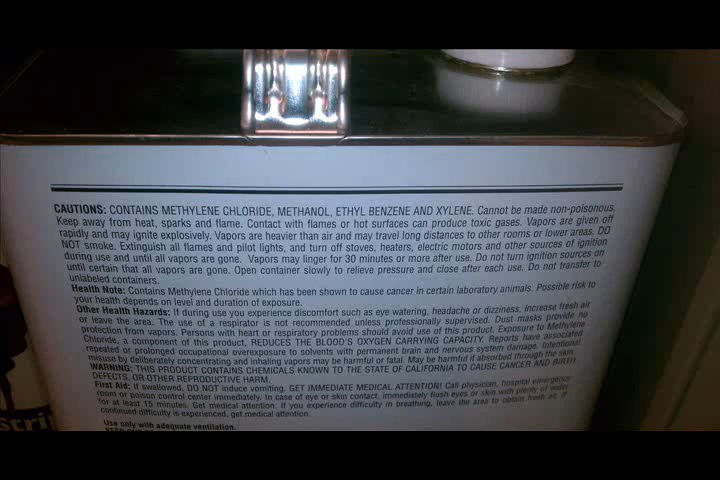 CAUTIONS: CONTAINS METHYLENE CHLORIDE, METHANOL, ETHYL BENZENE AND XYLENE. Cannot be made non-poisonous.
Keep away from heat, sparks and flame. Contact with flames or hot surfaces can produce toxic gases. Vapors are given off
rapidly and may ignite explosively. Vapors are heavier than air and may travel long distances to other rooms or lower areas. DO
NOT smoke. Extinguish all flames and pilot lights, and turn off stoves, heaters, electric motors and other sources of ignition
during use and until all vapors are gone. Vapors may linger for 30 minutes or more after use. Do not turn ignition sources on
until certain that all vapors are gone. Open container slowly to relieve pressure and close after each use. Do not transfer to
unlabeled containers.
Health Note: Contains Methylene Chloride which has been shown to cause cancer in certain laboratory animals. Possible risk to
your health depends on level and duration of exposure.
Other Health Hazards: If during use you experience discomfort such as eye watering, headache or dizziness, increase fresh air
or leave the area. The use of a respirator is not recommended unless professionally supervised. Dust masks provide no
protection from vapors. Persons with heart or respiratory problems should avoid use of this product. Exposure to Methylene
Chloride, a component of this product, REDUCES THE BLOOD'S OXYGEN CARRYING CAPACITY. Reports have associated
repeated or prolonged occupational overexposure to solvents with permanent brain and nervous system damage. Intentional
misuse by deliberately concentrating and inhaling vapors may be harmful or fatal. May be harmful if absorbed through the skin.
WARNING: THIS PRODUCT CONTAINS CHEMICALS KNOWN TO THE STATE OF CALIFORNIA TO CAUSE CANCER AND BIRTH
DEFECTS, OR OTHER REPRODUCTIVE HARM.
First Aid: If swallowed, DO NOT induce vomiting. GET IMMEDIATE MEDICAL ATTENTION! Call physician, hospital emergency
room or poison control center immediately. In case of eye or skin contact, immediately flush eyes or skin with plenty of water
for at least 15 minutes. Get medical attention. If you experience difficulty in breathing, leave the area to obtain fresh air. If
continued difficulty is experienced, get medical attention.
Use only with adequate ventilation.
stri